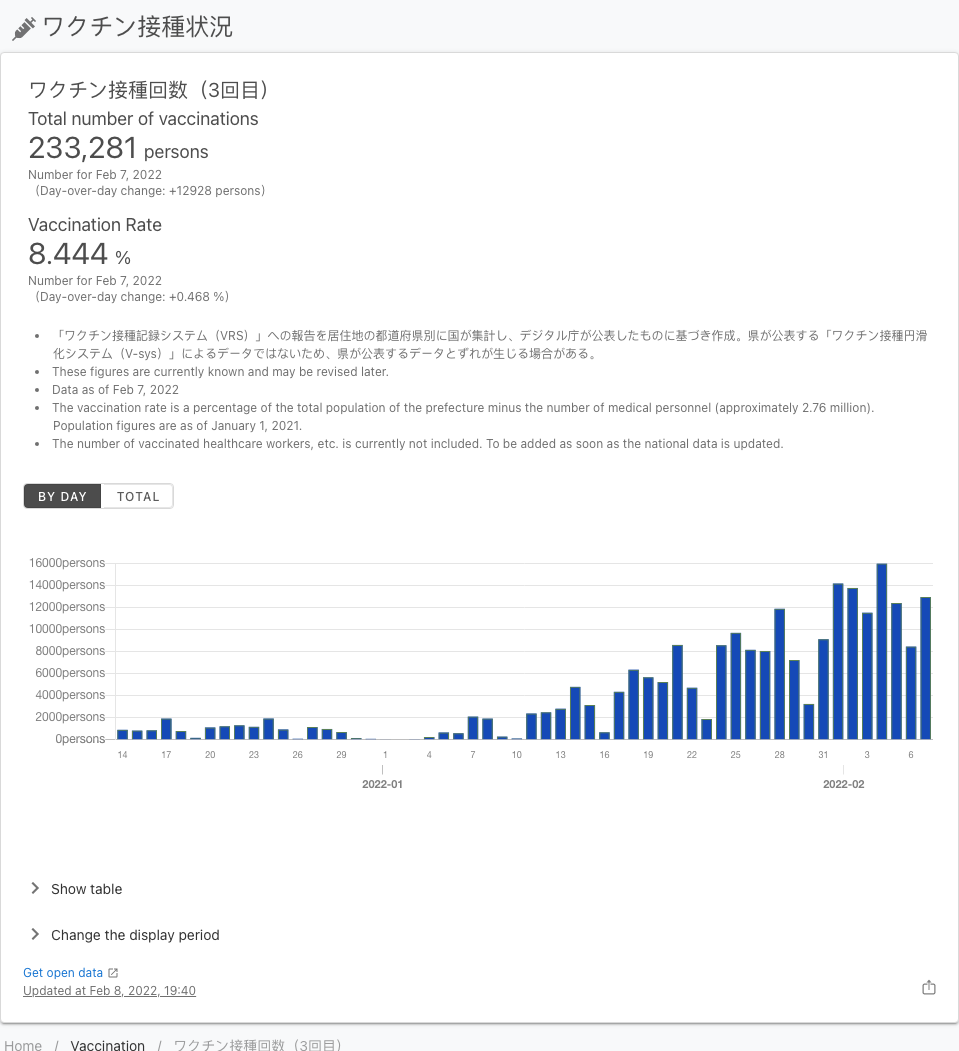 ワクチン接種状況
ワクチン接種回数（3回目）
Total number of vaccinations
233,281 persons
Number for Feb 7, 2022
（Day-over-day change: +12928 persons）
Vaccination Rate
8.444 %
Number for Feb 7, 2022
（Day-over-day change: +0.468 %）
• 「ワクチン接種記録システム（VRS）」への報告を居住地の都道府県別に国が集計し、デジタル庁が公表したものに基づき作成。県が公表する「ワクチン接種円滑
化システム（V-sys）」によるデータではないため、県が公表するデータとずれが生じる場合がある。
• These figures are currently known and may be revised later.
• Data as of Feb 7, 2022
• The vaccination rate is a percentage of the total population of the prefecture minus the number of medical personnel (approximately 2.76 million).
Population figures are as of January 1, 2021.
• The number of vaccinated healthcare workers, etc. is currently not included. To be added as soon as the national data is updated.
BY DAY TOTAL
16000persons
14000persons
12000persons
10000persons
8000persons
6000persons
4000persons
2000persons
0persons
14 17 20 23 26 29 1 4 7 10 13 16 19 22 25 28 31 3 6
2022-01 2022-02
Show table
Change the display period
Get open data
Updated at Feb 8, 2022, 19:40
Home / Vaccination / ワクチン接種回数（3回目）